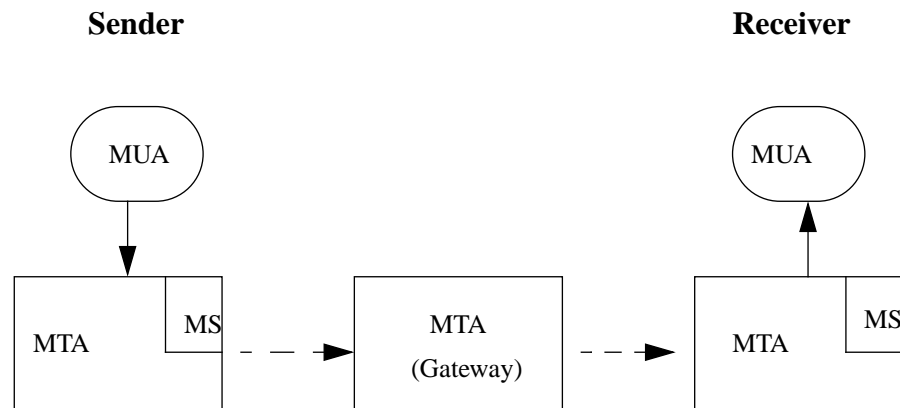 Sender
Receiver
MUA
MUA
MTA
MS
MTA
(Gateway)
MTA
MS